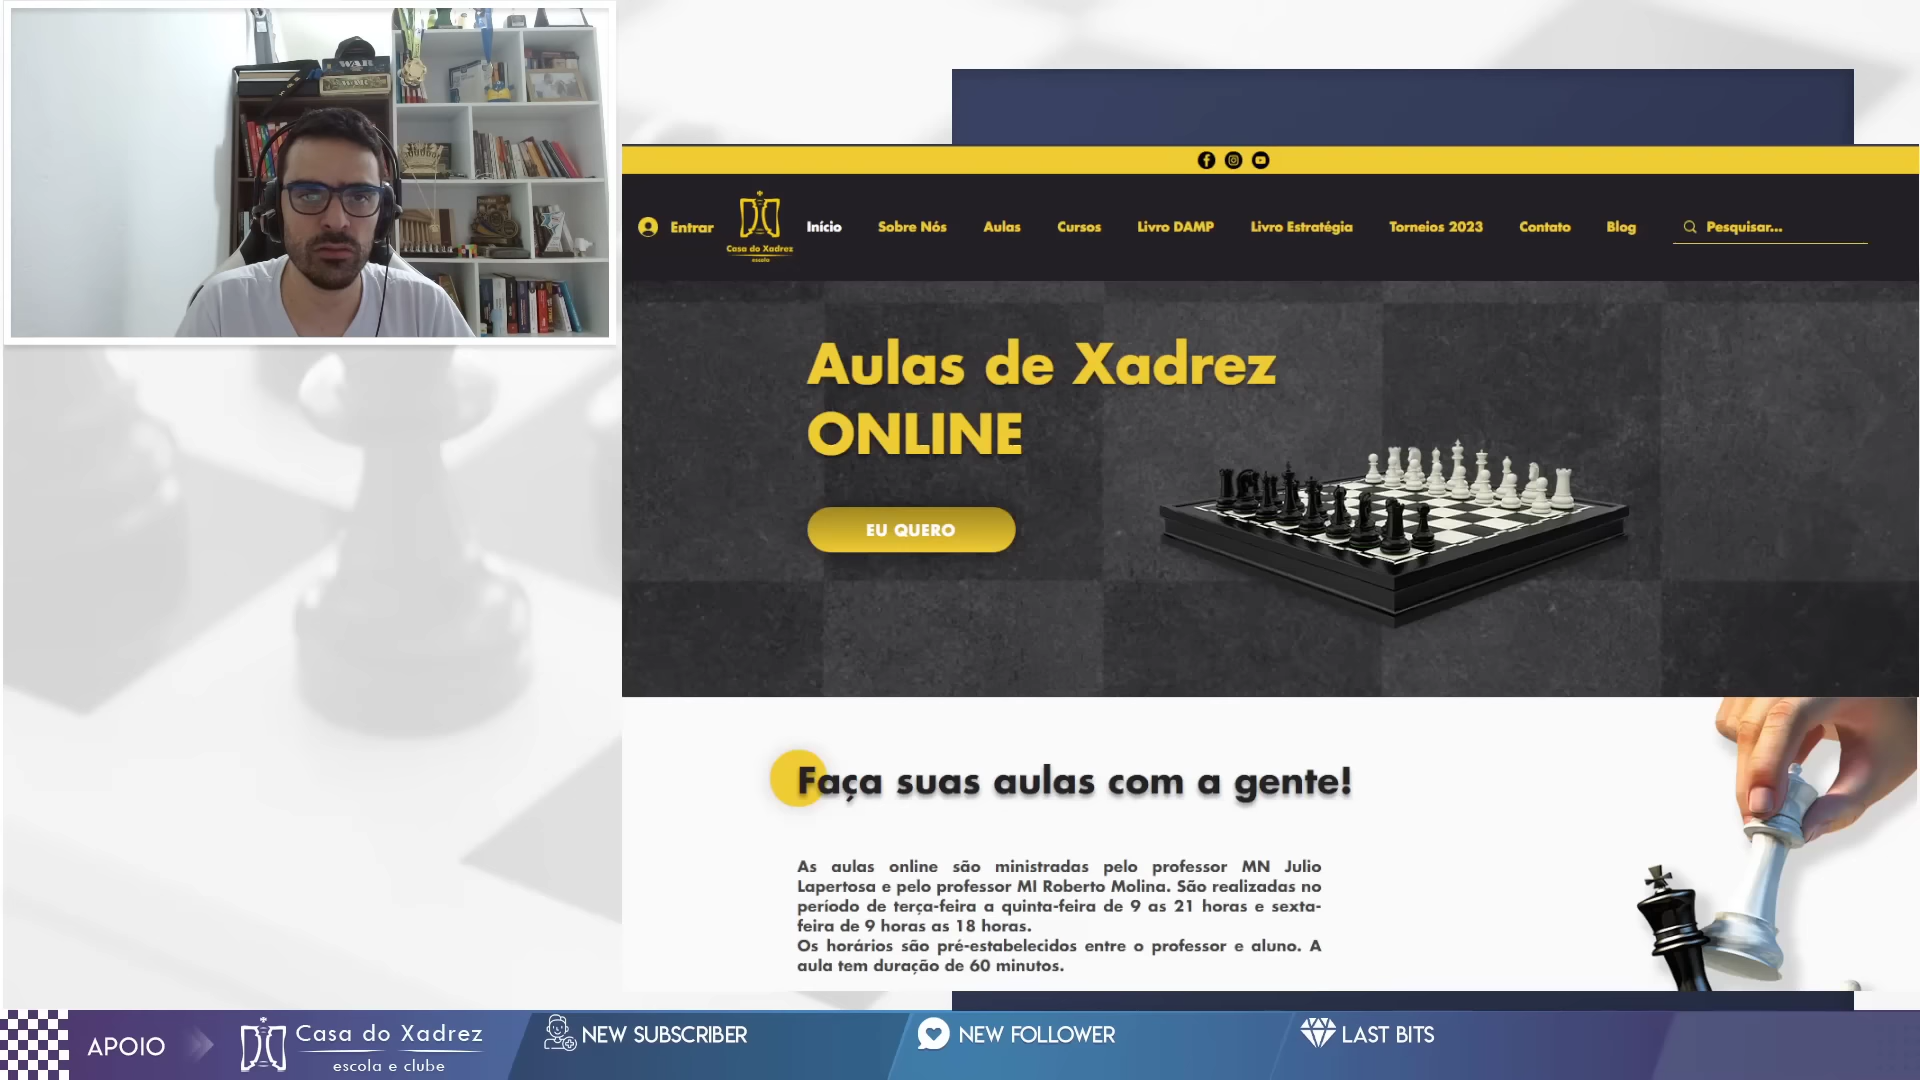 WAR
Entrar
Casa do Xadrez
escola
Início
Sobre Nós
Aulas
Cursos
Livro DAMP
Livro Estratégia
Torneios 2023
Contato
Blog
Pesquisar...
Aulas de Xadrez
ONLINE
EU QUERO
Faça suas aulas com a gente!
As aulas online são ministradas pelo professor MN Julio
Lapertosa e pelo professor MI Roberto Molina. São realizadas no
período de terça-feira a quinta-feira de 9 as 21 horas e sexta-
feira de 9 horas as 18 horas.
Os horários são pré-estabelecidos entre o professor e aluno. A
aula tem duração de 60 minutos.
APOIO
Casa do Xadrez
escola e clube
NEW SUBSCRIBER
NEW FOLLOWER
LAST BITS